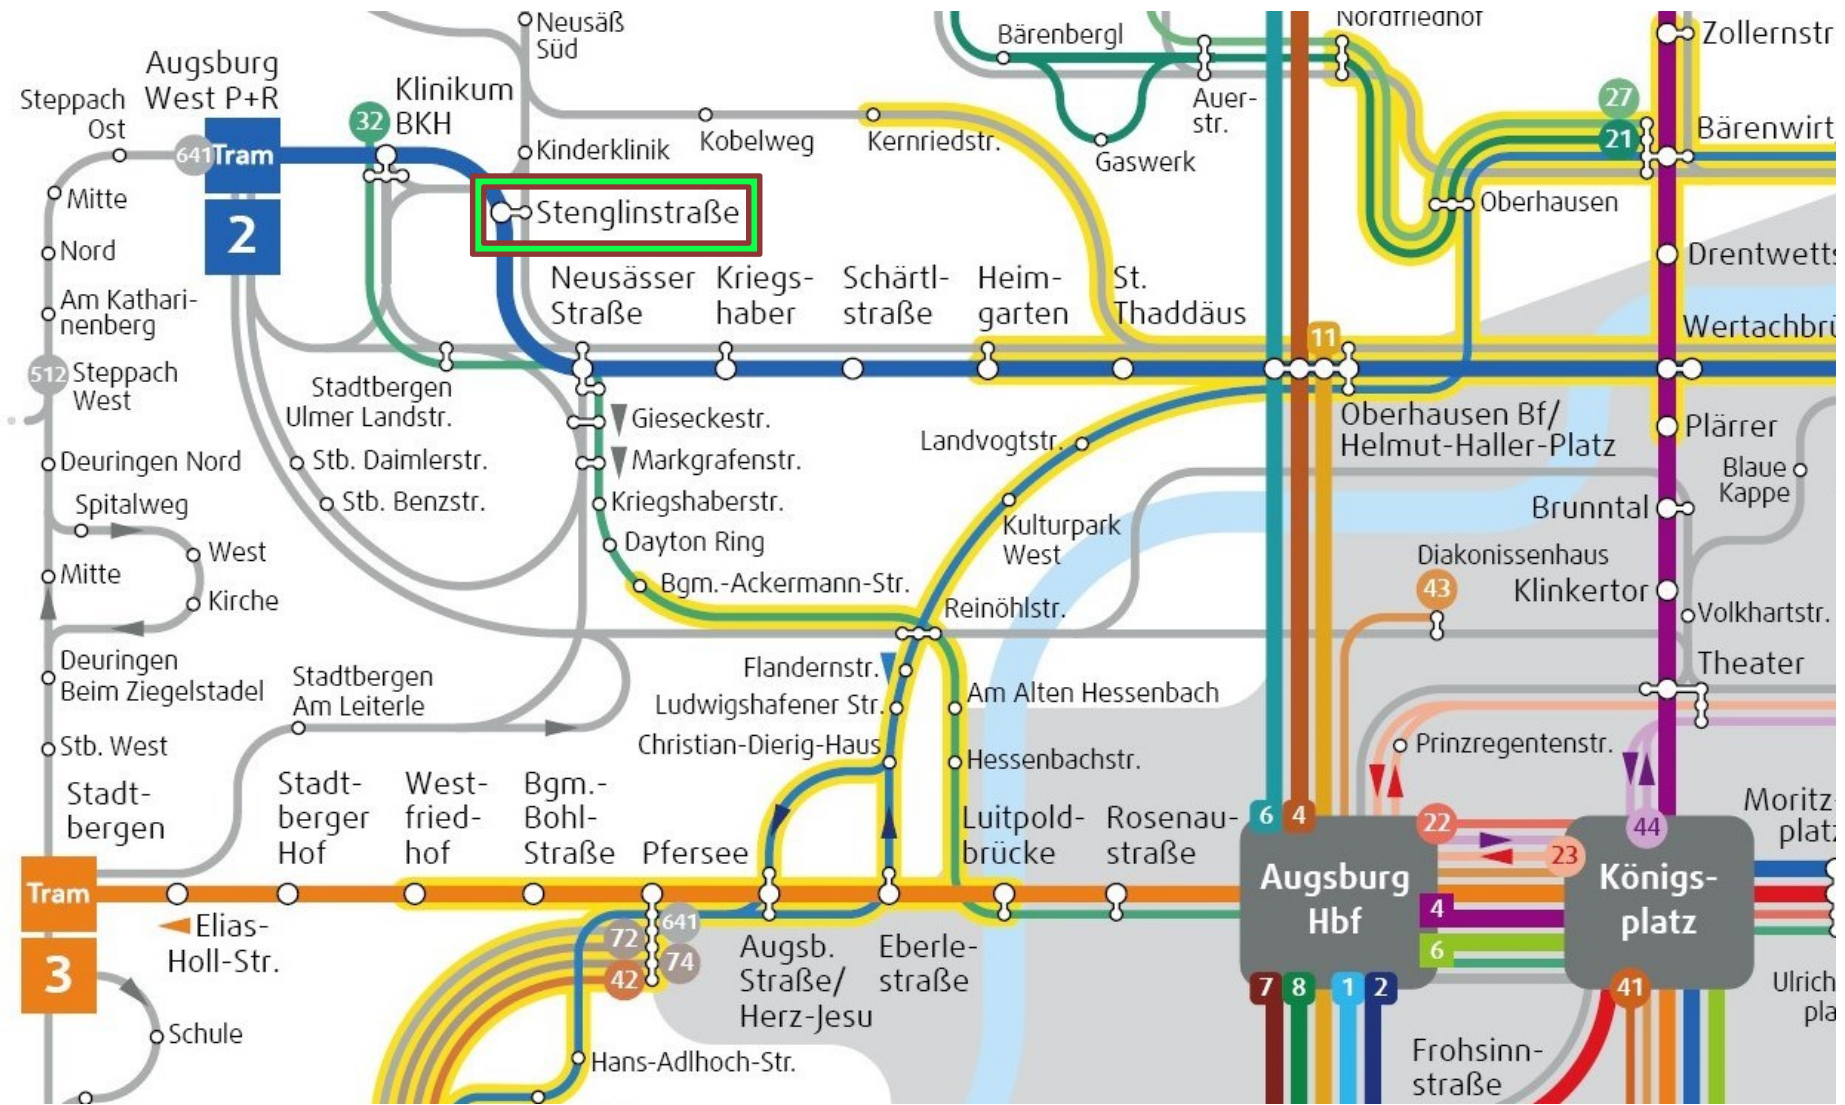 Neusäß
Süd
Bärenbergl
Nordfriedhof
Zollernstr
Augsburg
West P+R
Steppach
Ost
Klinikum
BKH
32
27
21
Auer-
str.
Bärenwirt
641
Tram
2
Kobelweg
Kernriedstr.
Kinderklinik
Gaswerk
Mitte
Stenglinstraße
Oberhausen
Nord
Drentwetts
Neusässer
Straße
Kriegs-
haber
Schärtl-
straße
Heim-
garten
St.
Thaddäus
Am Kathari-
nenberg
11
Wertachbrü
512
Steppach
West
Stadtbergen
Ulmer Landstr.
Gieseckestr.
Landvogtstr.
Oberhausen Bf/
Helmut-Haller-Platz
Plärrer
Deuringen Nord
Stb. Daimlerstr.
Markgrafenstr.
Blaue
Kappe
Spitalweg
Stb. Benzstr.
Kriegshaberstr.
Kulturpark
West
Brunntal
West
Dayton Ring
Diakonissenhaus
Mitte
Bgm.-Ackermann-Str.
43
Klinkertor
Kirche
Reinöhlstr.
Volkhartstr.
Deuringen
Beim Ziegelstadel
Stadtbergen
Am Leiterle
Flandernstr.
Theater
Ludwigshafener Str.
Am Alten Hessenbach
Stb. West
Christian-Dierig-Haus
Hessenbachstr.
Prinzregentenstr.
Stadt-
bergen
Stadt-
berger
Hof
West-
fried-
hof
Bgm.-
Bohl-
Straße
Pfersee
Luitpold-
brücke
Rosenau-
straße
6
4
22
44
Moritz-
platz
23
Tram
3
Augsburg
Hbf
Königs-
platz
Elias-
Holl-Str.
641
72
74
42
Augsb.
Straße/
Herz-Jesu
Eberle-
straße
4
6
7
8
1
2
41
Ulrich
pla
Schule
Hans-Adlhoch-Str.
Frohsinn-
straße